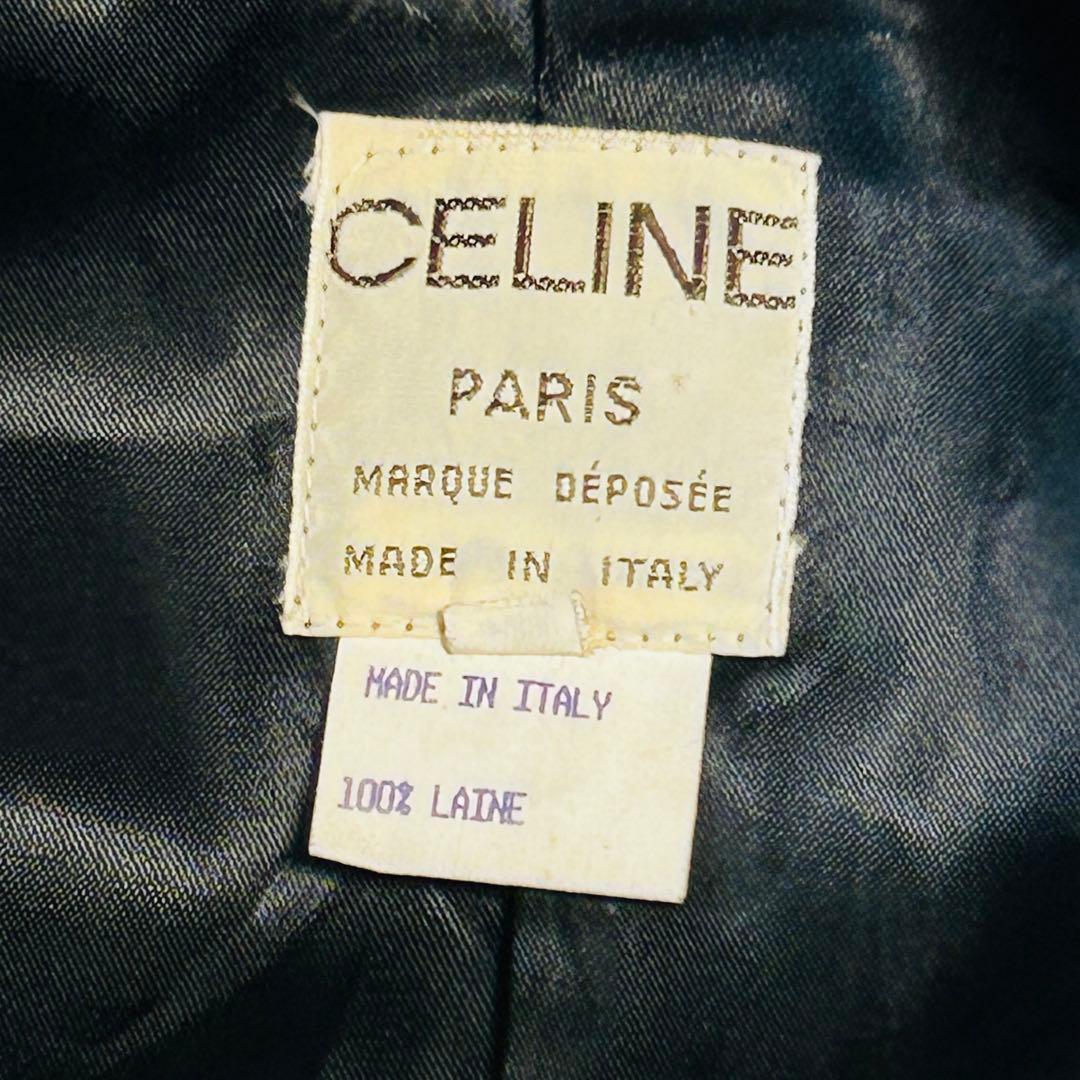 CELINE
PARIS
MARQUE DÉPOSÉE
MADE IN ITALY
MADE IN ITALY
100% LAINE